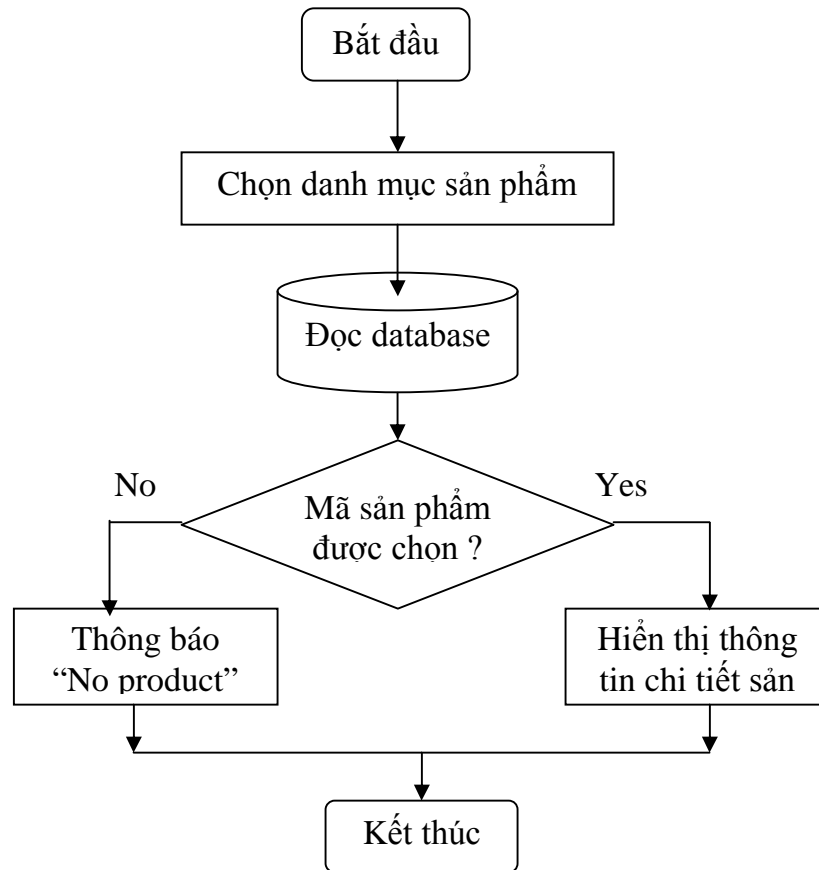 Bắt đầu
Chọn danh mục sản phẩm
Đọc database
No
Yes
Mã sản phẩm
được chọn ?
Thông báo
“No product”
Hiển thị thông
tin chi tiết sản
Kết thúc